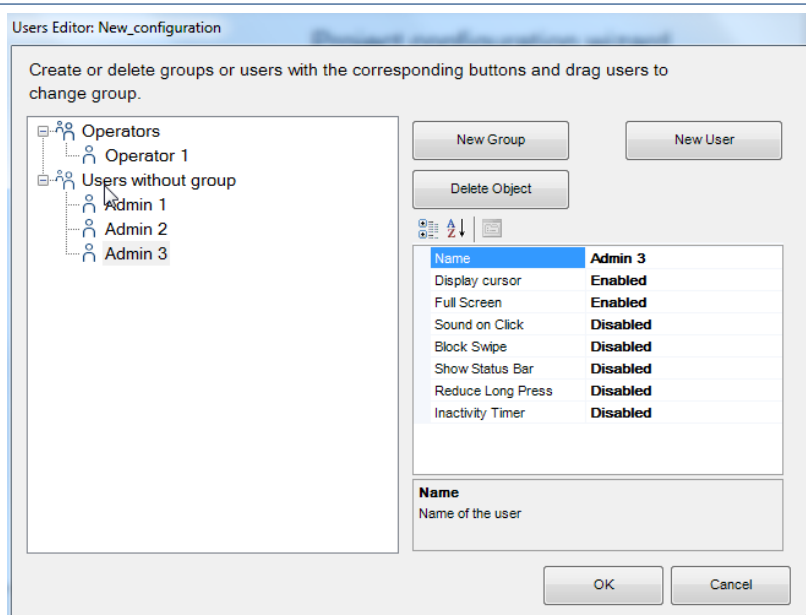 Users Editor: New_configuration
Project configuration wizard
Create or delete groups or users with the corresponding buttons and drag users to
change group.
Operators
Operator 1
Users without group
Admin 1
Admin 2
Admin 3
New Group
New User
Delete Object
Name Admin 3
Display cursor Enabled
Full Screen Enabled
Sound on Click Disabled
Block Swipe Disabled
Show Status Bar Disabled
Reduce Long Press Disabled
Inactivity Timer Disabled
Name
Name of the user
OK
Cancel